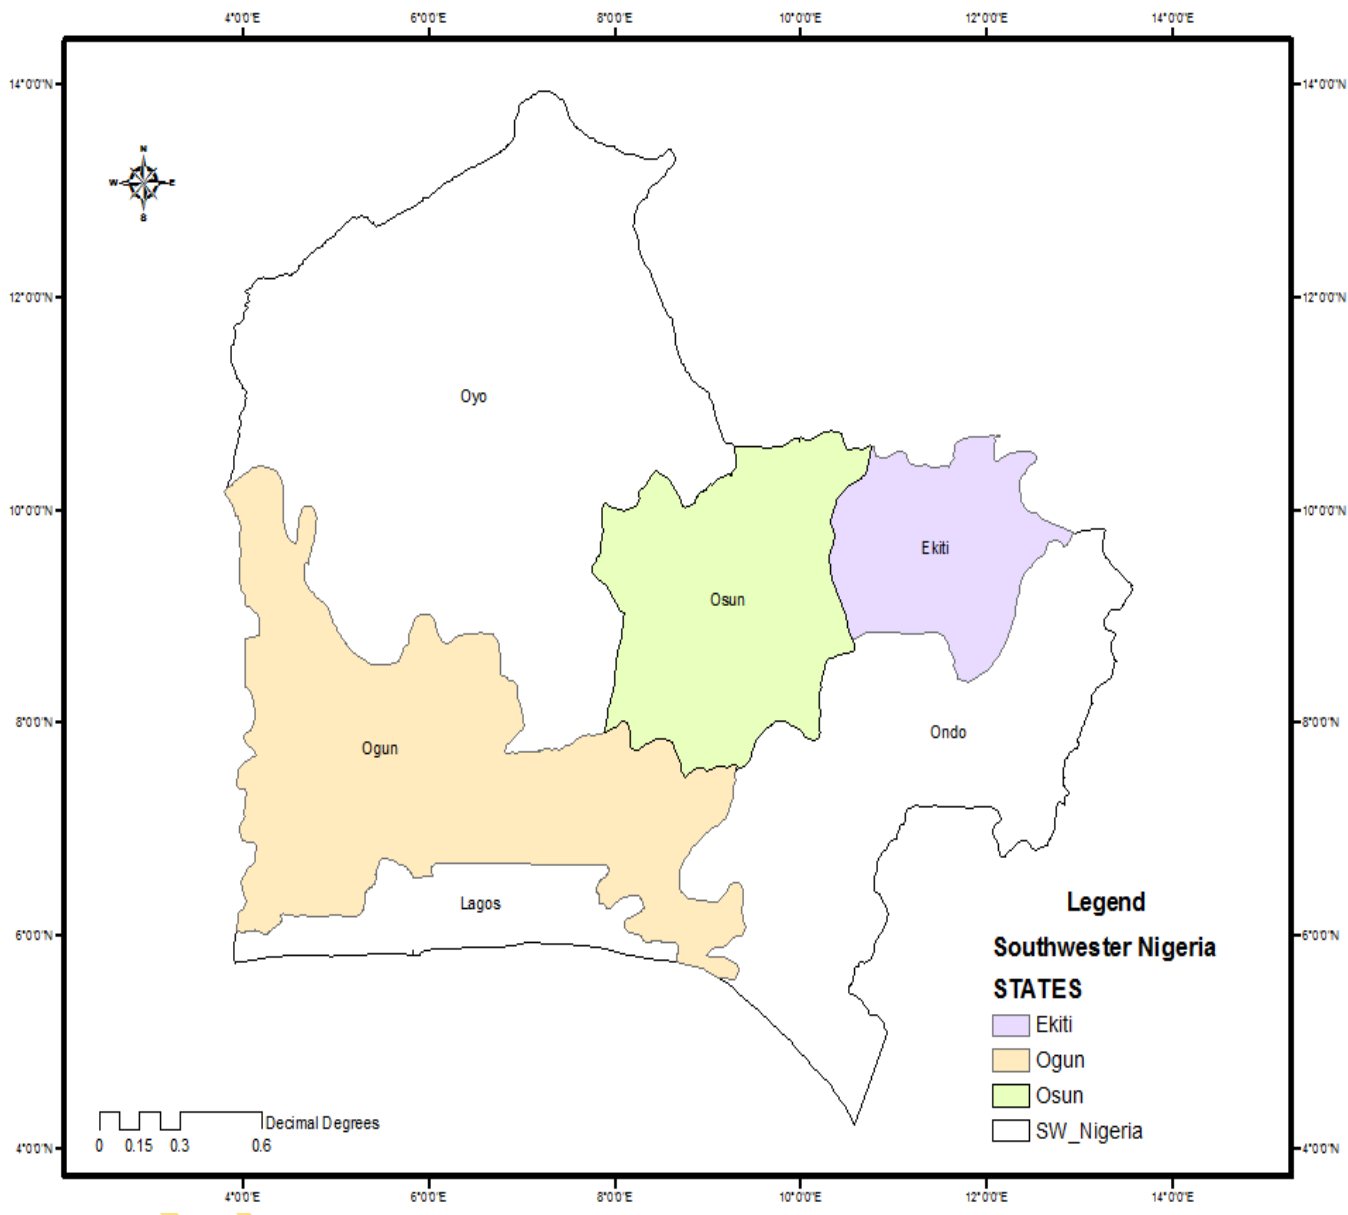 4°0'0"E 6°0'0"E 8°0'0"E 10°0'0"E 12°0'0"E 14°0'0"E
14°0'0"N 14°0'0"N
N
W E
S
12°0'0"N 12°0'0"N
Oyo
10°0'0"N 10°0'0"N
Ekiti
Osun
8°0'0"N 8°0'0"N
Ondo
Ogun
Lagos
6°0'0"N 6°0'0"N
Legend
Southwester Nigeria
STATES
Ekiti
Ogun
Osun
SW_Nigeria
Decimal Degrees
0 0.15 0.3 0.6
4°0'0"N 4°0'0"N
4°0'0"E 6°0'0"E 8°0'0"E 10°0'0"E 12°0'0"E 14°0'0"E